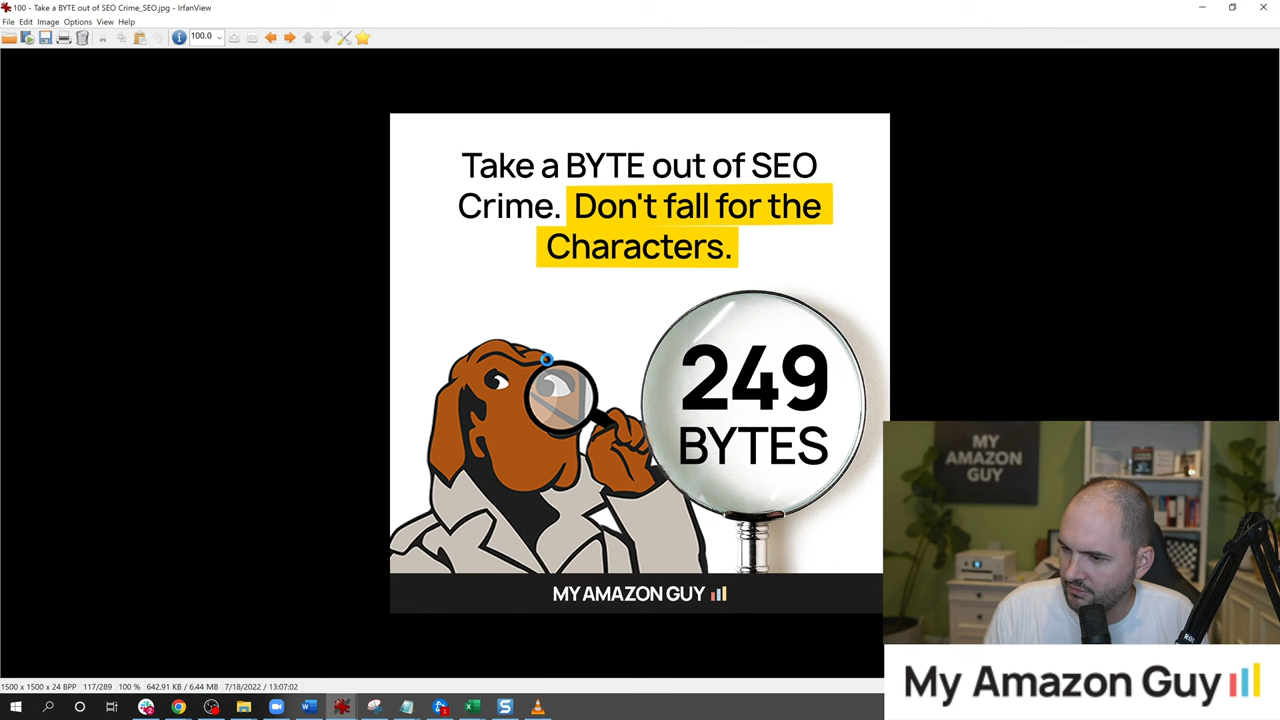 100 - Take a BYTE out of SEO Crime_SEO.jpg - IrfanView
File Edit Image Options View Help
100.0
Take a BYTE out of SEO
Crime. Don't fall for the
Characters.
249
BYTES
MY AMAZON GUY
MY
AMAZON
GUY
My Amazon Guy
1500 x 1500 x 24 BPP 117/289 100 % 642.91 KB / 6.44 MB 7/18/2022 / 13:07:02